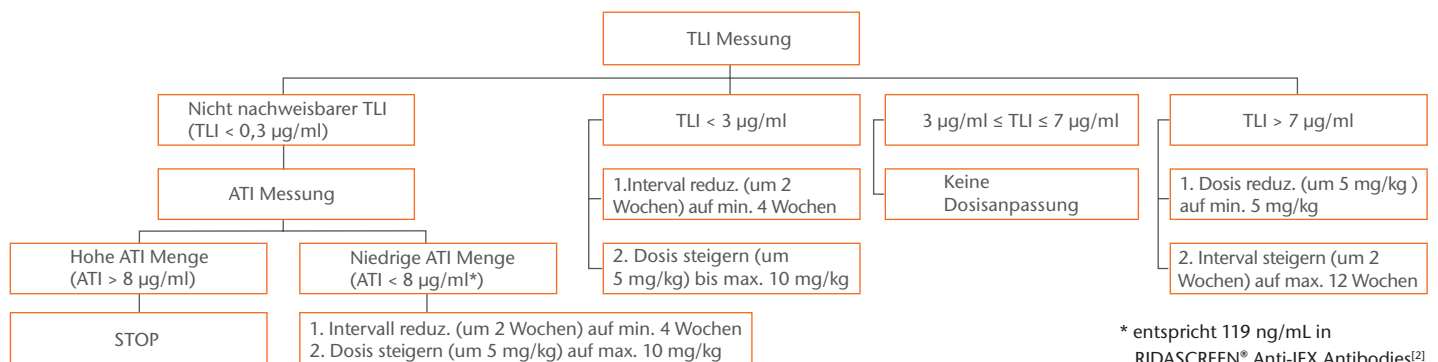 TLI Messung
Nicht nachweisbarer TLI
(TLI < 0,3 µg/ml)
TLI < 3 µg/ml
3 µg/ml ≤ TLI ≤ 7 µg/ml
TLI > 7 µg/ml
ATI Messung
1.Interval reduz. (um 2
Wochen) auf min. 4 Wochen
Keine
Dosisanpassung
1. Dosis reduz. (um 5 mg/kg )
auf min. 5 mg/kg
Hohe ATI Menge
(ATI > 8 µg/ml)
Niedrige ATI Menge
(ATI < 8 µg/ml*)
2. Dosis steigern (um
5 mg/kg) bis max. 10 mg/kg
2. Interval steigern (um 2
Wochen) auf max. 12 Wochen
STOP
1. Intervall reduz. (um 2 Wochen) auf min. 4 Wochen
2. Dosis steigern (um 5 mg/kg) auf max. 10 mg/kg
* entspricht 119 ng/mL in
RIDASCREEN® Anti-IFX Antibodies[2]